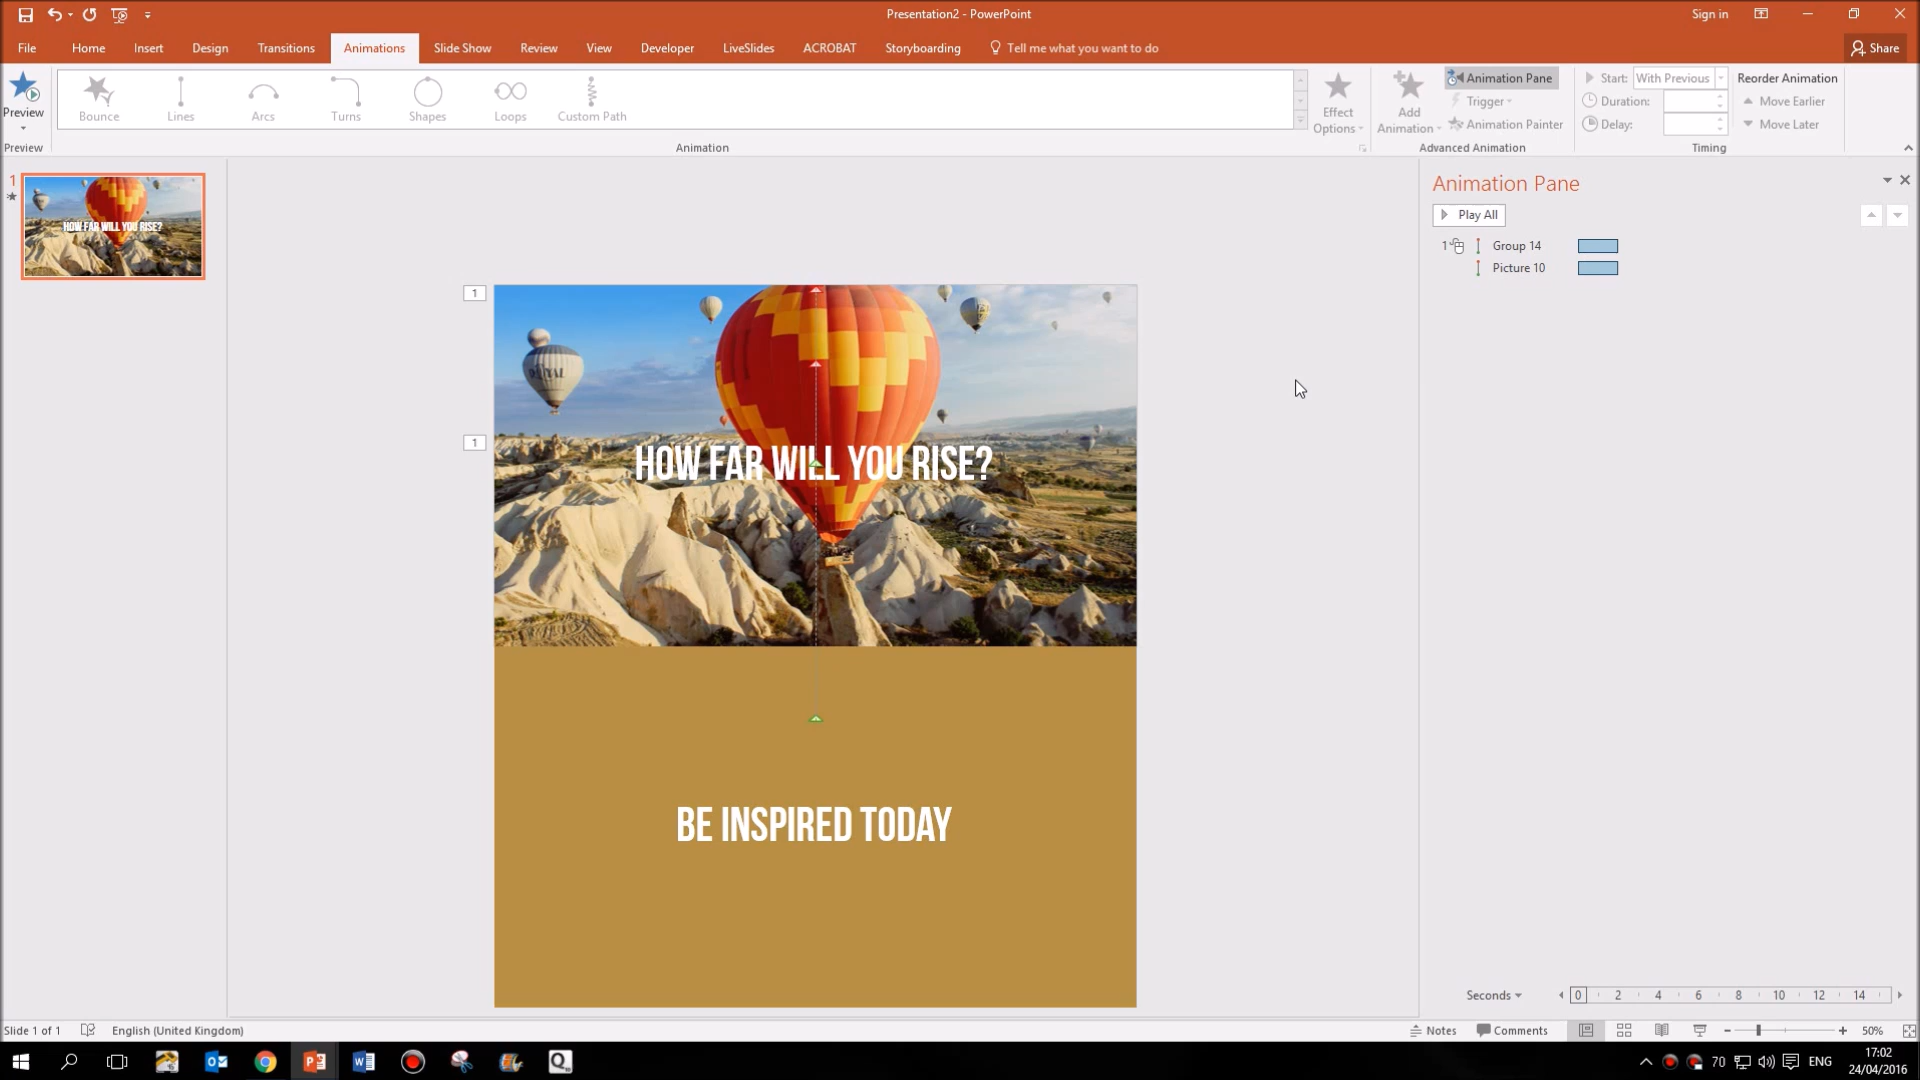 Presentation2 - PowerPoint
Sign in
File Home Insert Design Transitions Animations Slide Show Review View Developer LiveSlides ACROBAT Storyboarding Tell me what you want to do
Share
Preview
Bounce Lines Arcs Turns Shapes Loops Custom Path
Effect Options
Add Animation
Animation Pane
Trigger
Animation Painter
Start: With Previous
Duration:
Delay:
Reorder Animation
Move Earlier
Move Later
Preview
Animation
Advanced Animation
Timing
1
HOW FAR WILL YOU RISE?
1
1
HOW FAR WILL YOU RISE?
BE INSPIRED TODAY
Animation Pane
Play All
1 Group 14
Picture 10
Seconds 0 2 4 6 8 10 12 14
Slide 1 of 1 English (United Kingdom)
Notes Comments 50%
70 ENG
17:02
24/04/2016